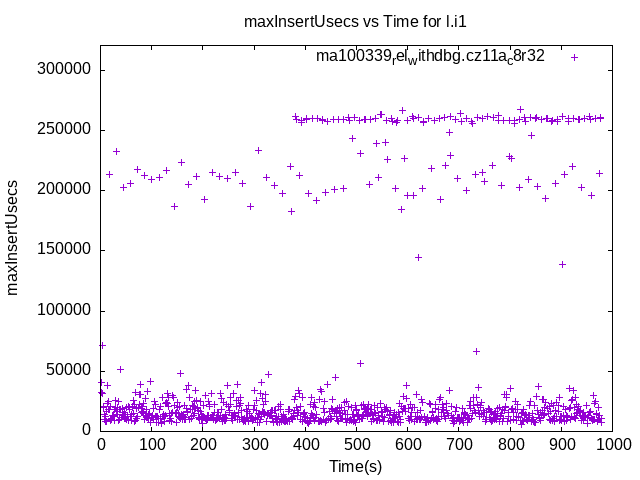 maxInsertUsecs vs Time for l.i1
ma100339relwithdbg.cz11ac8r32
300000
250000
200000
150000
100000
50000
0
maxInsertUsecs
0 100 200 300 400 500 600 700 800 900 1000
Time(s)